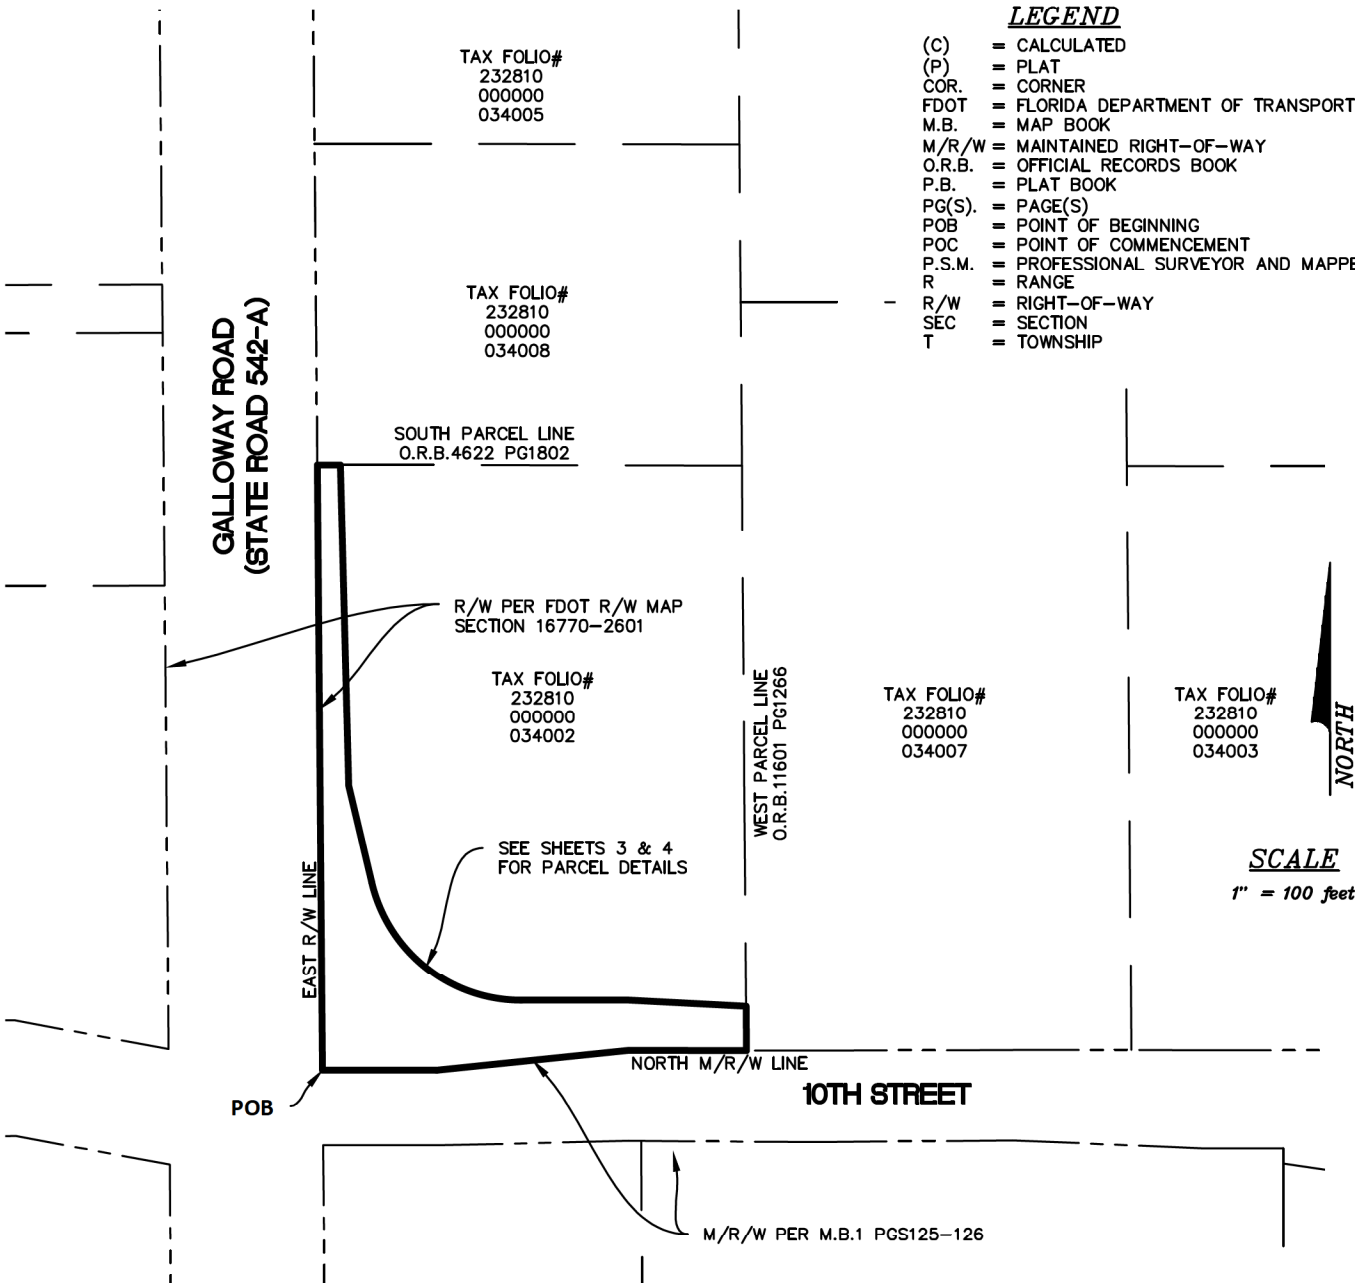 LEGEND
(C) = CALCULATED
(P) = PLAT
COR. = CORNER
FDOT = FLORIDA DEPARTMENT OF TRANSPORT
M.B. = MAP BOOK
M/R/W = MAINTAINED RIGHT-OF-WAY
O.R.B. = OFFICIAL RECORDS BOOK
P.B. = PLAT BOOK
PG(S). = PAGE(S)
POB = POINT OF BEGINNING
POC = POINT OF COMMENCEMENT
P.S.M. = PROFESSIONAL SURVEYOR AND MAPPE
R = RANGE
R/W = RIGHT-OF-WAY
SEC = SECTION
T = TOWNSHIP
TAX FOLIO#
232810
000000
034005
TAX FOLIO#
232810
000000
034008
GALLOWAY ROAD
(STATE ROAD 542-A)
SOUTH PARCEL LINE
O.R.B.4622 PG1802
R/W PER FDOT R/W MAP
SECTION 16770-2601
TAX FOLIO#
232810
000000
034002
WEST PARCEL LINE
O.R.B.11601 PG1266
TAX FOLIO#
232810
000000
034007
TAX FOLIO#
232810
000000
034003
NORTH
SCALE
1" = 100 feet
SEE SHEETS 3 & 4
FOR PARCEL DETAILS
EAST R/W LINE
NORTH M/R/W LINE
10TH STREET
POB
M/R/W PER M.B.1 PGS125-126